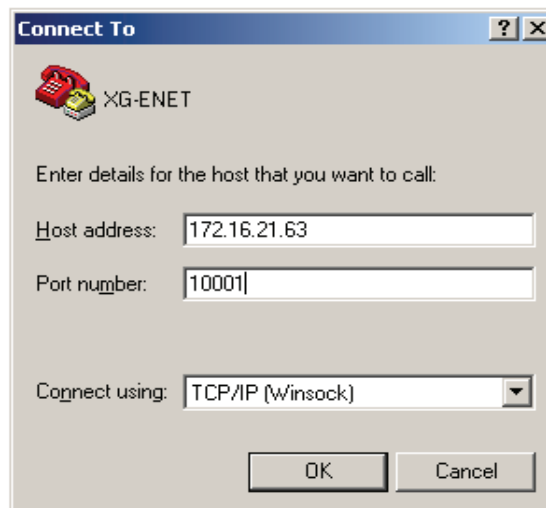 Connect To
XG-ENET
Enter details for the host that you want to call:
Host address: 172.16.21.63
Port number: 10001
Connect using: TCP/IP (Winsock)
OK Cancel